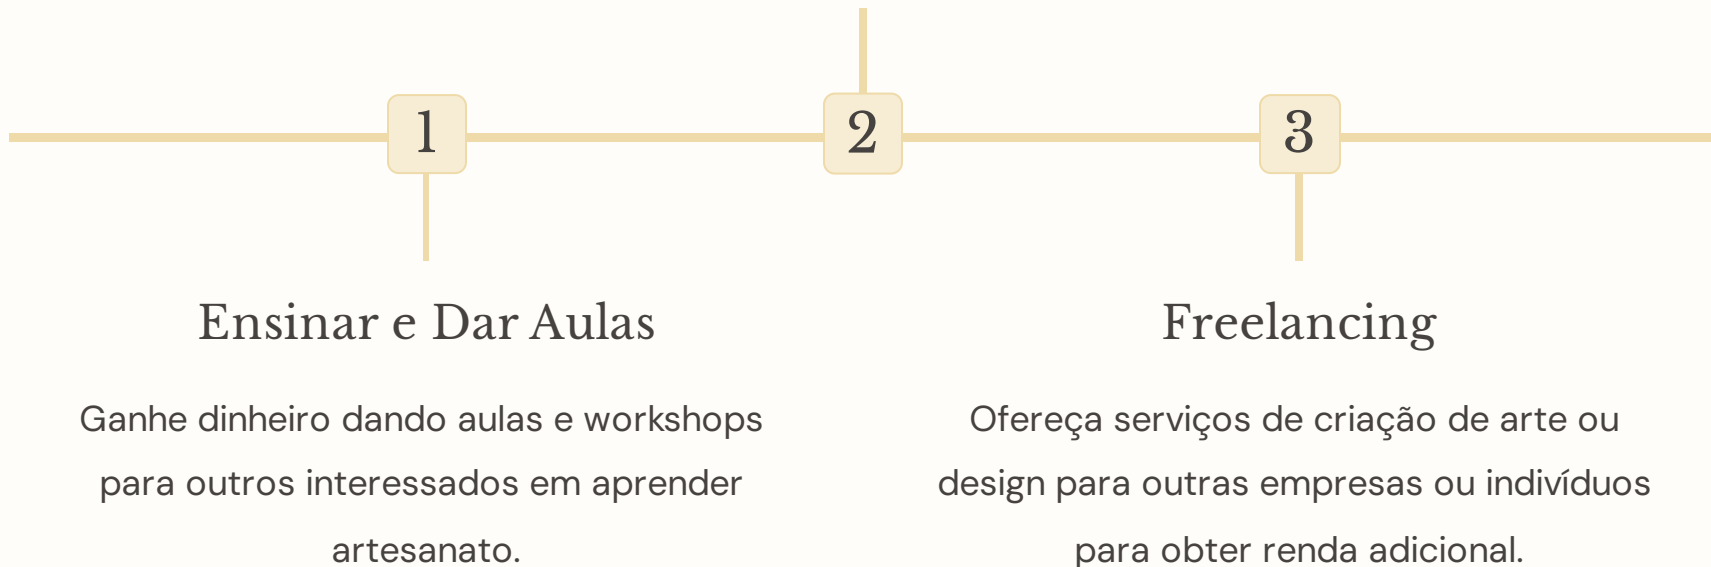 1
2
3
Ensinar e Dar Aulas
Ganhe dinheiro dando aulas e workshops
para outros interessados em aprender
artesanato.
Freelancing
Ofereça serviços de criação de arte ou
design para outras empresas ou indivíduos
para obter renda adicional.